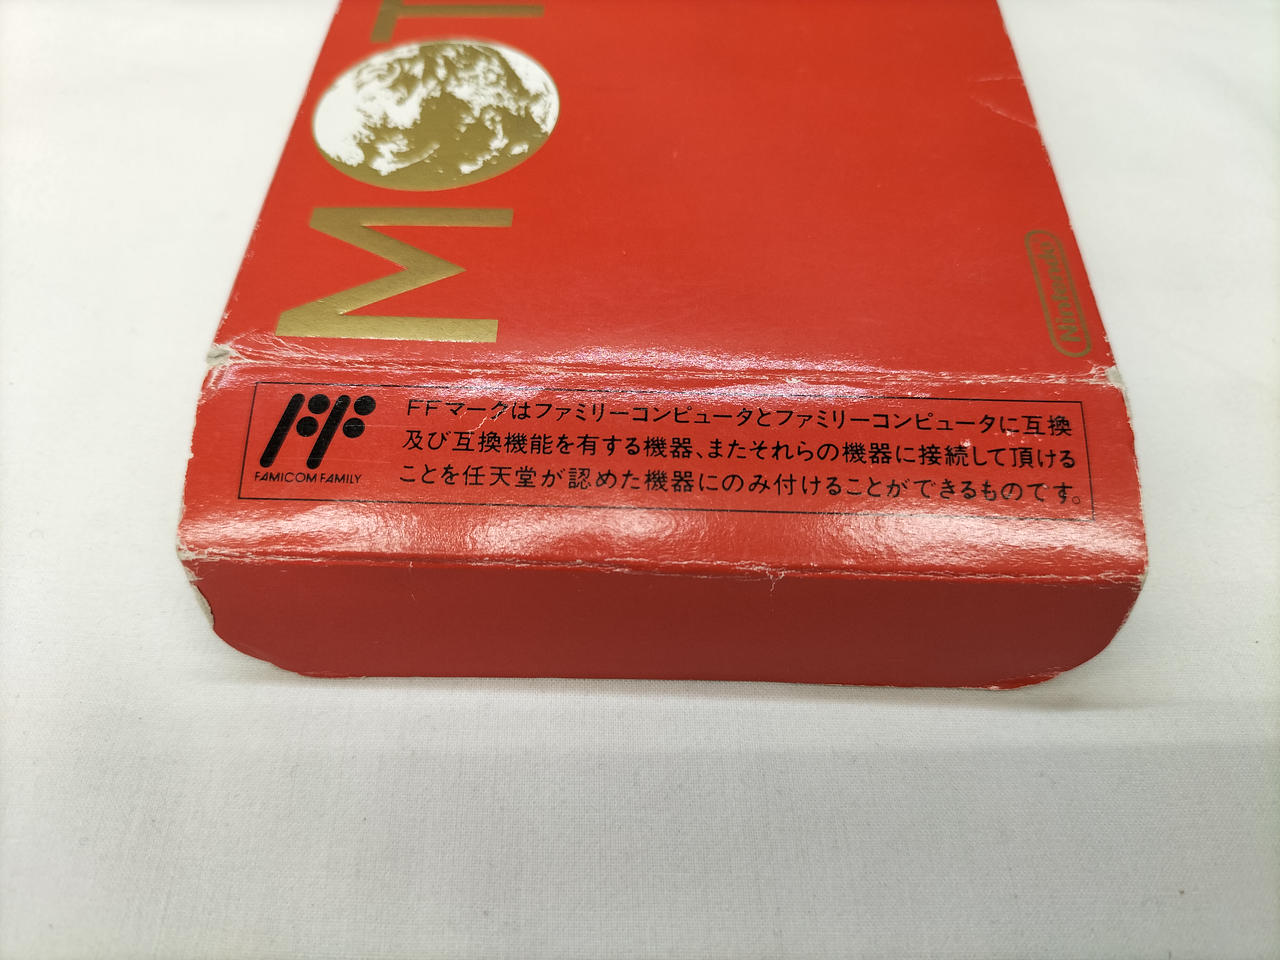 MOT
Nintendo
FAMICOM FAMILY
FFマークはファミリーコンピュータとファミリーコンピュータに互換
及び互換機能を有する機器、またそれらの機器に接続して頂ける
ことを任天堂が認めた機器にのみ付けることができるものです。